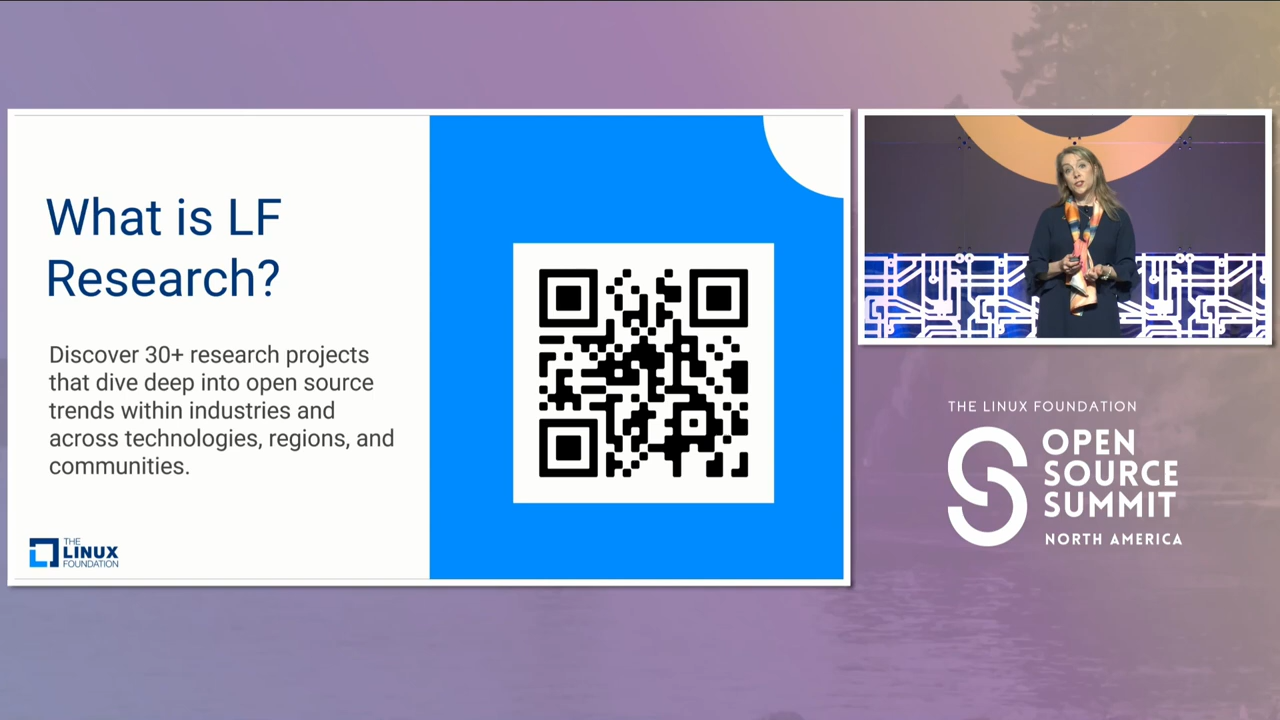 What is LF
Research?
Discover 30+ research projects
that dive deep into open source
trends within industries and
across technologies, regions, and
communities.
THE
LINUX
FOUNDATION
THE LINUX FOUNDATION
OPEN
SOURCE
SUMMIT
NORTH AMERICA